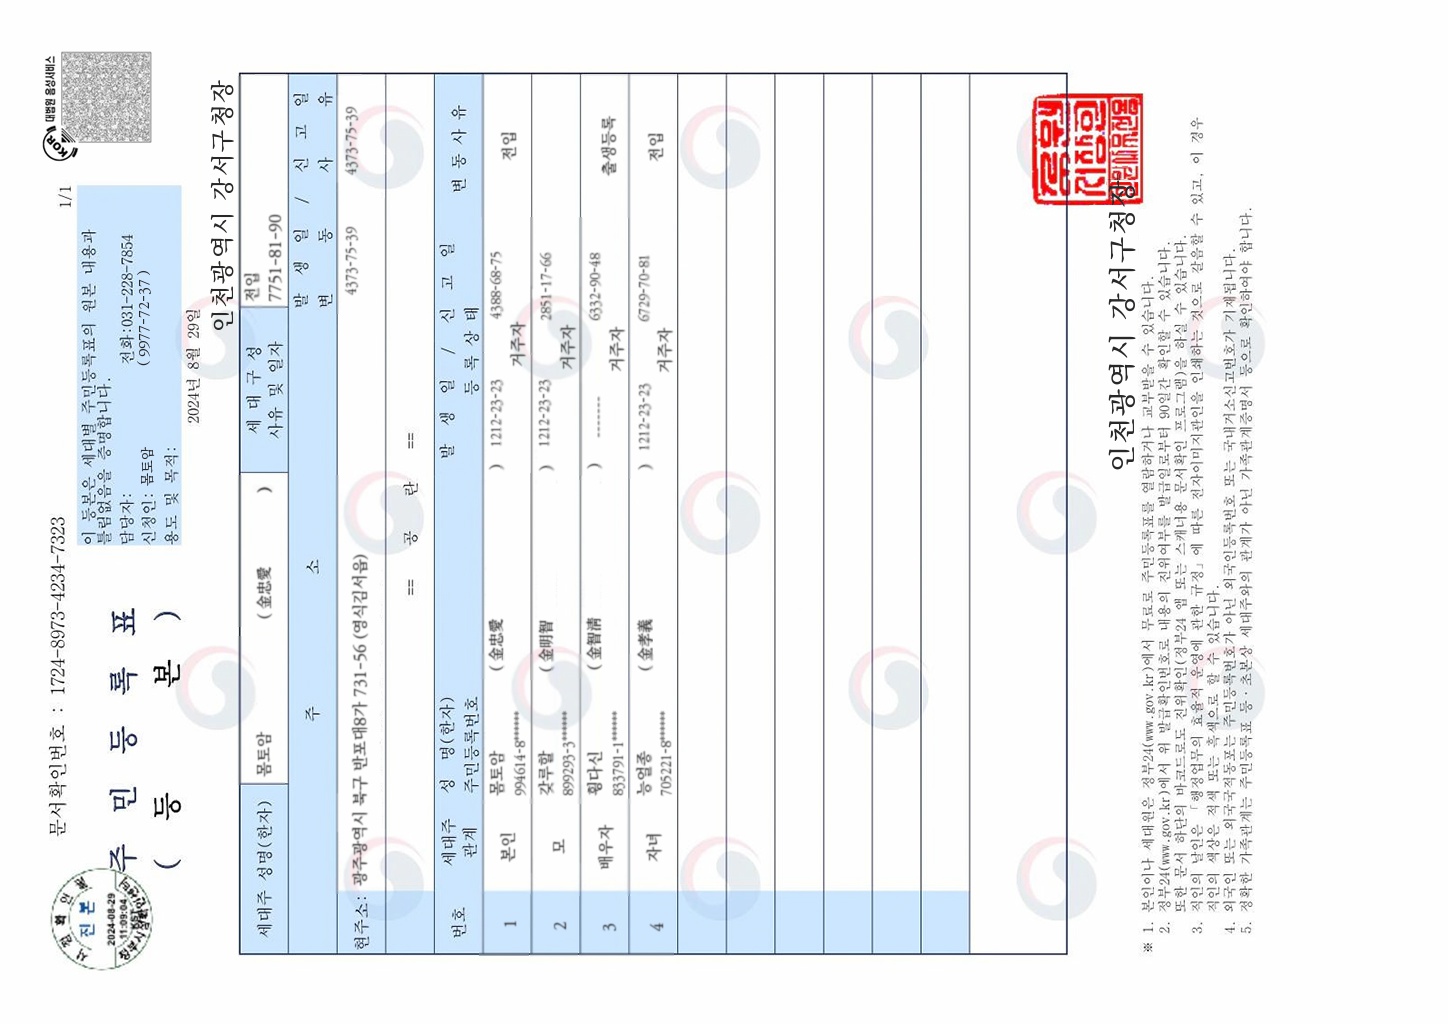 문서확인번호 : 1724-8973-4234-7323
1/1
대법원 음성서비스
시점확인필
진본
2024-08-29
11:09:04
주 민 등 록 표
( 등 본 )
이 등본은 세대별 주민등록표의 원본 내용과
틀림없음을 증명합니다.
담당자:
전화:031-228-7854
신청인: 몸토암
(9977-72-37)
용도 및 목적:
2024년 8월 29일
인천광역시 강서구청장
세대주 성명(한자)
몸토암 (金忠愛 )
세 대 구 성
사유 및 일자
전입
7751-81-90
주 소
발 생 일 / 신 고 일
변 동 사 유
현주소: 광주광역시 북구 반포대8가 731-56 (영식김서읍)
4373-75-39 4373-75-39
== 공 란 ==
번호
세대주
관계
성 명(한자)
주민등록번호
발 생 일 / 신 고 일
등 록 상 태
변 동 사 유
1 본인 몸토암 (金忠愛 ) 1212-23-23 4388-68-75 전입
994614-8****** 거주자
2 모 갖루할 (金明智 ) 1212-23-23 2851-17-66
899293-3****** 거주자
3 배우자 휭다신 (金智清 ) ------- 6332-90-48 출생등록
833791-1****** 거주자
4 자녀 능얼종 (金孝義 ) 1212-23-23 6729-70-81 전입
705221-8****** 거주자
인천광역시 강서구청장
※ 1. 본인이나 세대원은 정부24(www.gov.kr)에서 무료로 주민등록표를 열람하거나 교부받을 수 있습니다.
2. 정부24(www.gov.kr)에서 위 발급확인번호로 내용의 진위여부를 발급일로부터 90일간 확인할 수 있습니다.
또한 문서 하단의 바코드로도 진위확인(정부24 앱 또는 스캐너용 문서확인 프로그램)을 하실 수 있습니다.
3. 직인의 날인은 「행정업무의 효율적 운영에 관한 규정」에 따른 전자이미지관인을 인쇄하는 것으로 갈음할 수 있고, 이 경우
직인의 색상은 적색 또는 흑색으로 할 수 있습니다.
4. 외국인 또는 외국국적동포는 주민등록번호가 아닌 외국인등록번호 또는 국내거소신고번호가 기재됩니다.
5. 정확한 가족관계는 주민등록표 등·초본상 세대주와의 관계가 아닌 가족관계증명서 등으로 확인하여야 합니다.